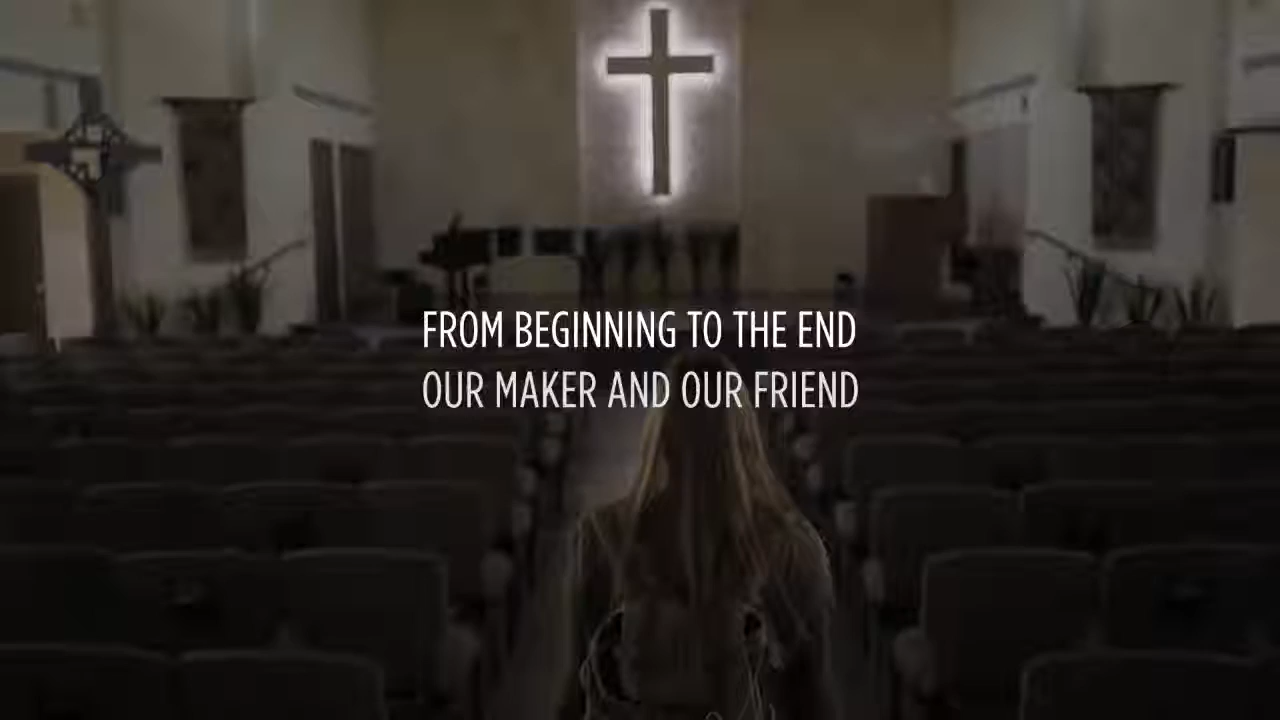 FROM BEGINNING TO THE END
OUR MAKER AND OUR FRIEND